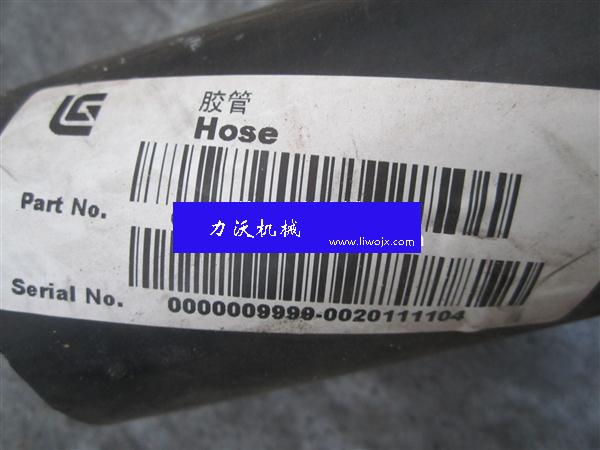 胶管
Hose
Part No.
力沃机械
www.liwojx.com
Serial No.
0000009999-0020111104